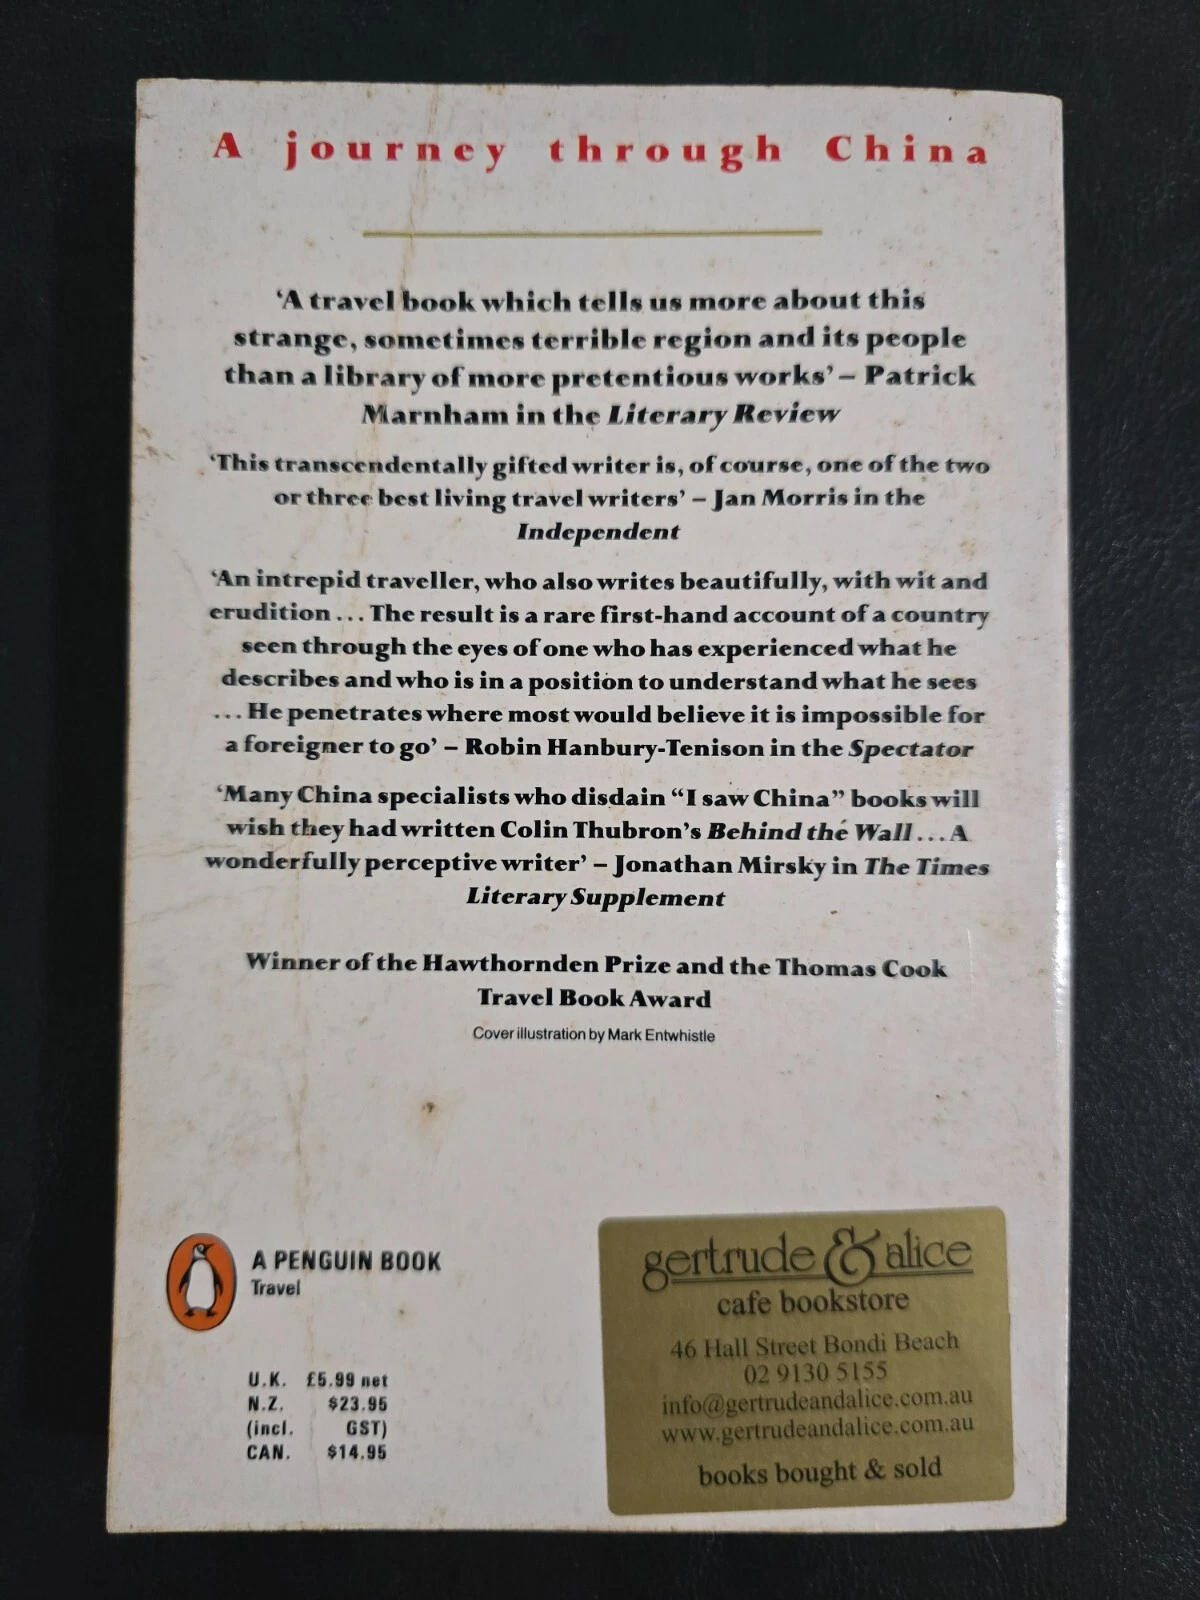 A journey through China
‘A travel book which tells us more about this
strange, sometimes terrible region and its people
than a library of more pretentious works’ – Patrick
Marnham in the Literary Review
‘This transcendentally gifted writer is, of course, one of the two
or three best living travel writers’ – Jan Morris in the
Independent
‘An intrepid traveller, who also writes beautifully, with wit and
erudition ... The result is a rare first-hand account of a country
seen through the eyes of one who has experienced what he
describes and who is in a position to understand what he sees
... He penetrates where most would believe it is impossible for
a foreigner to go’ – Robin Hanbury-Tenison in the Spectator
‘Many China specialists who disdain “I saw China” books will
wish they had written Colin Thubron’s Behind the Wall ... A
wonderfully perceptive writer’ – Jonathan Mirsky in The Times
Literary Supplement
Winner of the Hawthornden Prize and the Thomas Cook
Travel Book Award
Cover illustration by Mark Entwhistle
A PENGUIN BOOK
Travel
U.K. £5.99 net
N.Z. $23.95
(incl. GST)
CAN. $14.95
gertrude & alice
cafe bookstore
46 Hall Street Bondi Beach
02 9130 5155
info@gertrudeandalice.com.au
www.gertrudeandalice.com.au
books bought & sold